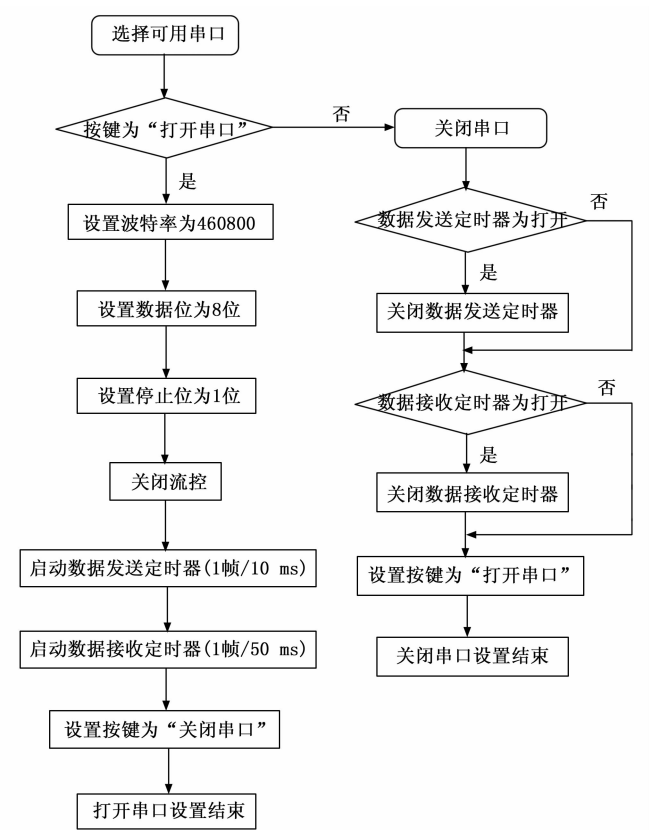 选择可用串口
按键为“打开串口”
否
关闭串口
是
设置波特率为460800
数据发送定时器为打开
否
是
设置数据位为8位
关闭数据发送定时器
设置停止位为1位
数据接收定时器为打开
否
是
关闭流控
关闭数据接收定时器
启动数据发送定时器(1帧/10 ms)
设置按键为“打开串口”
启动数据接收定时器(1帧/50 ms)
关闭串口设置结束
设置按键为“关闭串口”
打开串口设置结束